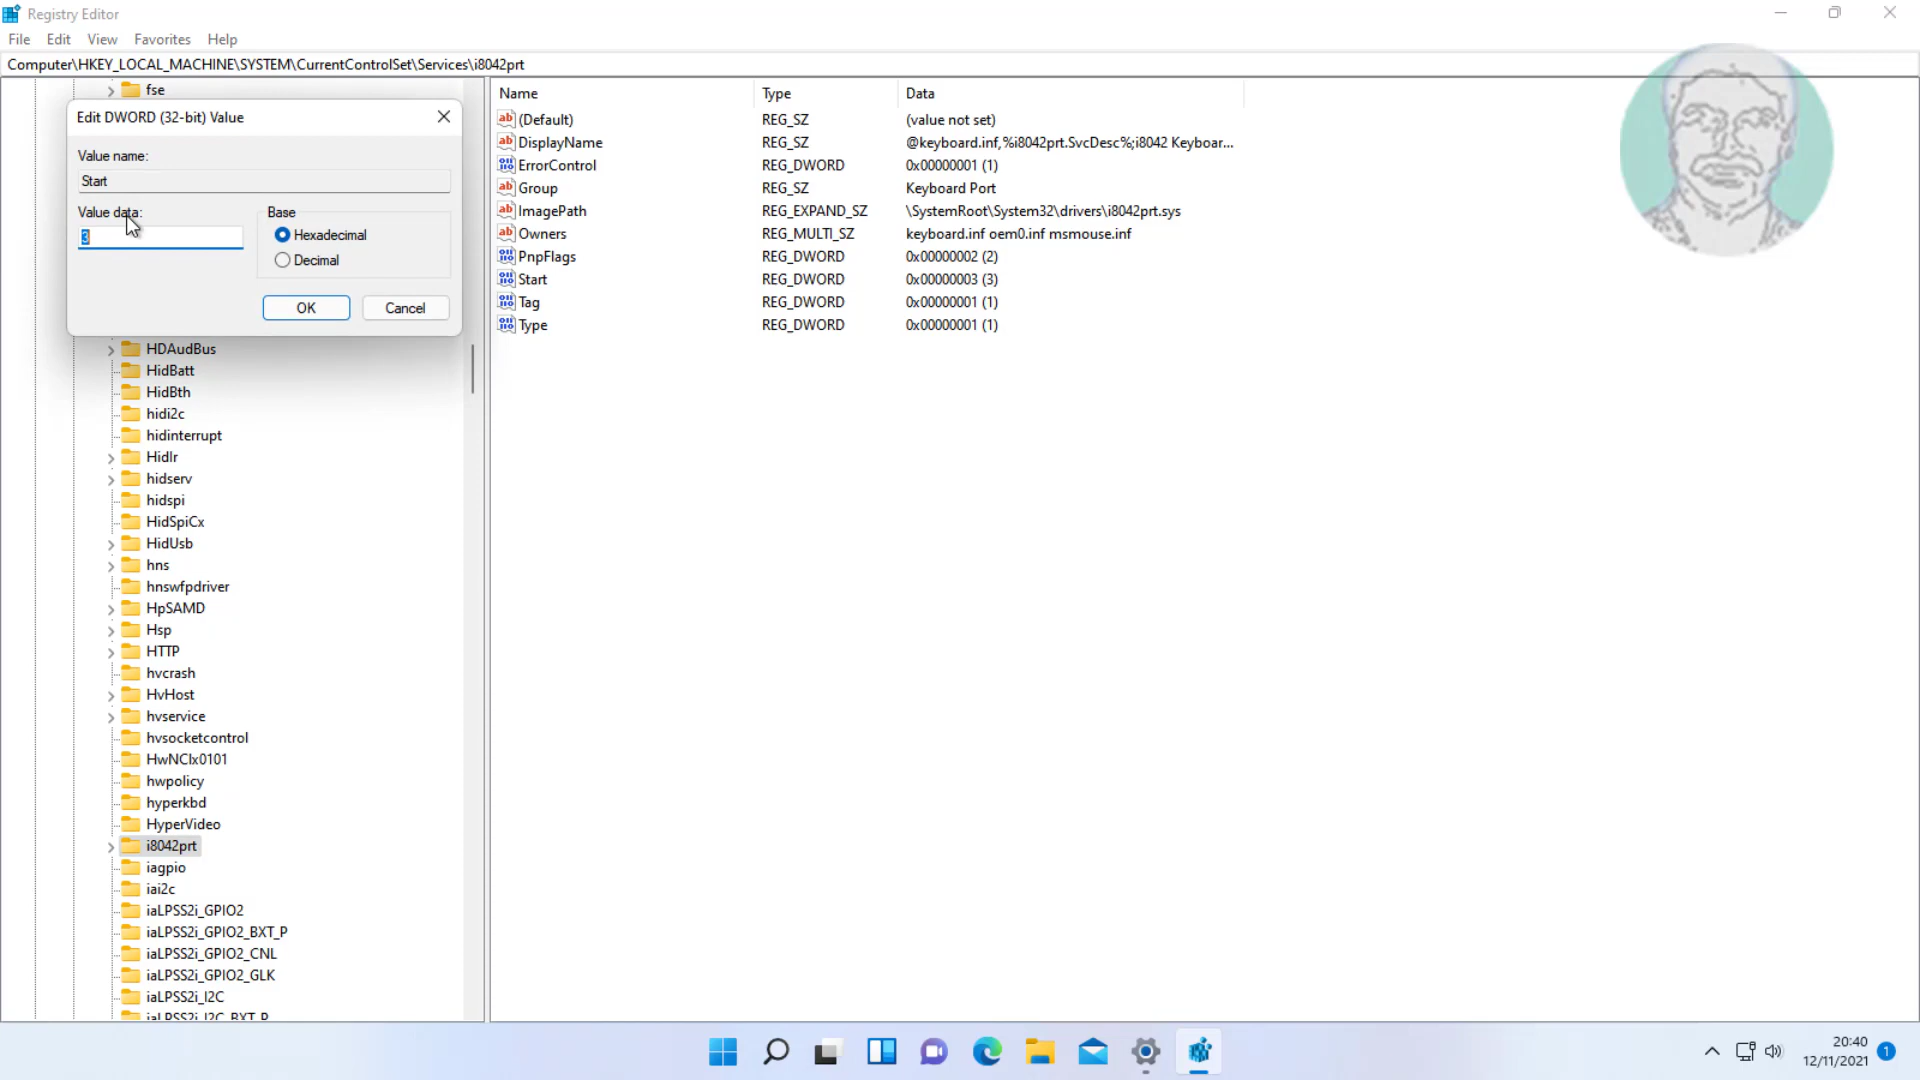 Registry Editor
File Edit View Favorites Help
Computer\HKEY_LOCAL_MACHINE\SYSTEM\CurrentControlSet\Services\i8042prt
fse
Edit DWORD (32-bit) Value
Value name:
Start
Value data:
3
Base
Hexadecimal
Decimal
OK Cancel
HDAudBus
HidBatt
HidBth
hidi2c
hidinterrupt
HidIr
hidserv
hidspi
HidSpiCx
HidUsb
hns
hnswfpdriver
HpSAMD
Hsp
HTTP
hvcrash
HvHost
hvservice
hvsocketcontrol
HwNClx0101
hwpolicy
hyperkbd
HyperVideo
i8042prt
iagpio
iai2c
iaLPSS2i_GPIO2
iaLPSS2i_GPIO2_BXT_P
iaLPSS2i_GPIO2_CNL
iaLPSS2i_GPIO2_GLK
iaLPSS2i_I2C
iaLPSS2i_I2C_BXT_P
Name Type Data
(Default) REG_SZ (value not set)
DisplayName REG_SZ @keyboard.inf,%i8042prt.SvcDesc%;i8042 Keyboar...
ErrorControl REG_DWORD 0x00000001 (1)
Group REG_SZ Keyboard Port
ImagePath REG_EXPAND_SZ \SystemRoot\System32\drivers\i8042prt.sys
Owners REG_MULTI_SZ keyboard.inf oem0.inf msmouse.inf
PnpFlags REG_DWORD 0x00000002 (2)
Start REG_DWORD 0x00000003 (3)
Tag REG_DWORD 0x00000001 (1)
Type REG_DWORD 0x00000001 (1)
20:40
12/11/2021
1